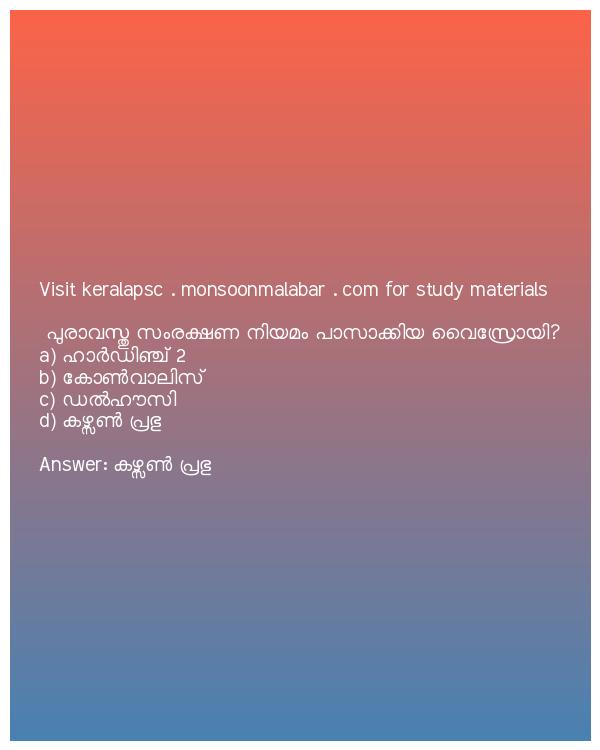 Visit keralapsc . monsoonmalabar . com for study materials
പുരാവസ്തു സംരക്ഷണ നിയമം പാസാക്കിയ വൈസ്രോയി?
a) ഹാർഡിഞ്ച് 2
b) കോൺവാലിസ്
c) ഡൽഹൗസി
d) കഴ്സൺ പ്രഭു
Answer: കഴ്സൺ പ്രഭു